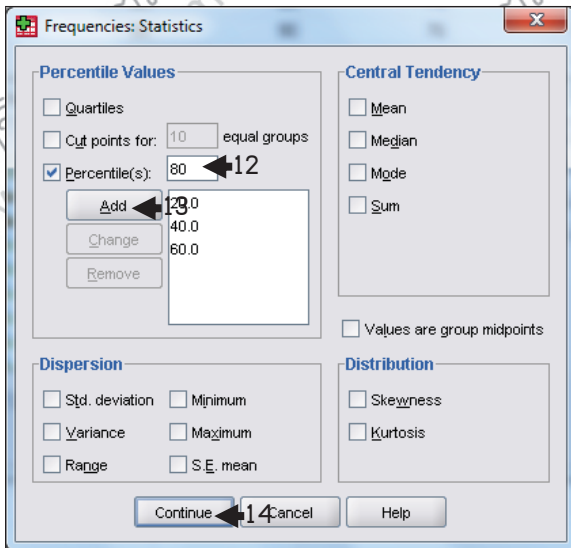 Frequencies: Statistics
Percentile Values
Quartiles
Cut points for: 10 equal groups
Percentile(s): 80 12
Add 13 20.0
Change 40.0
60.0
Remove
Central Tendency
Mean
Median
Mode
Sum
Values are group midpoints
Dispersion
Std. deviation Minimum
Variance Maximum
Range S.E. mean
Distribution
Skewness
Kurtosis
Continue 14 Cancel Help